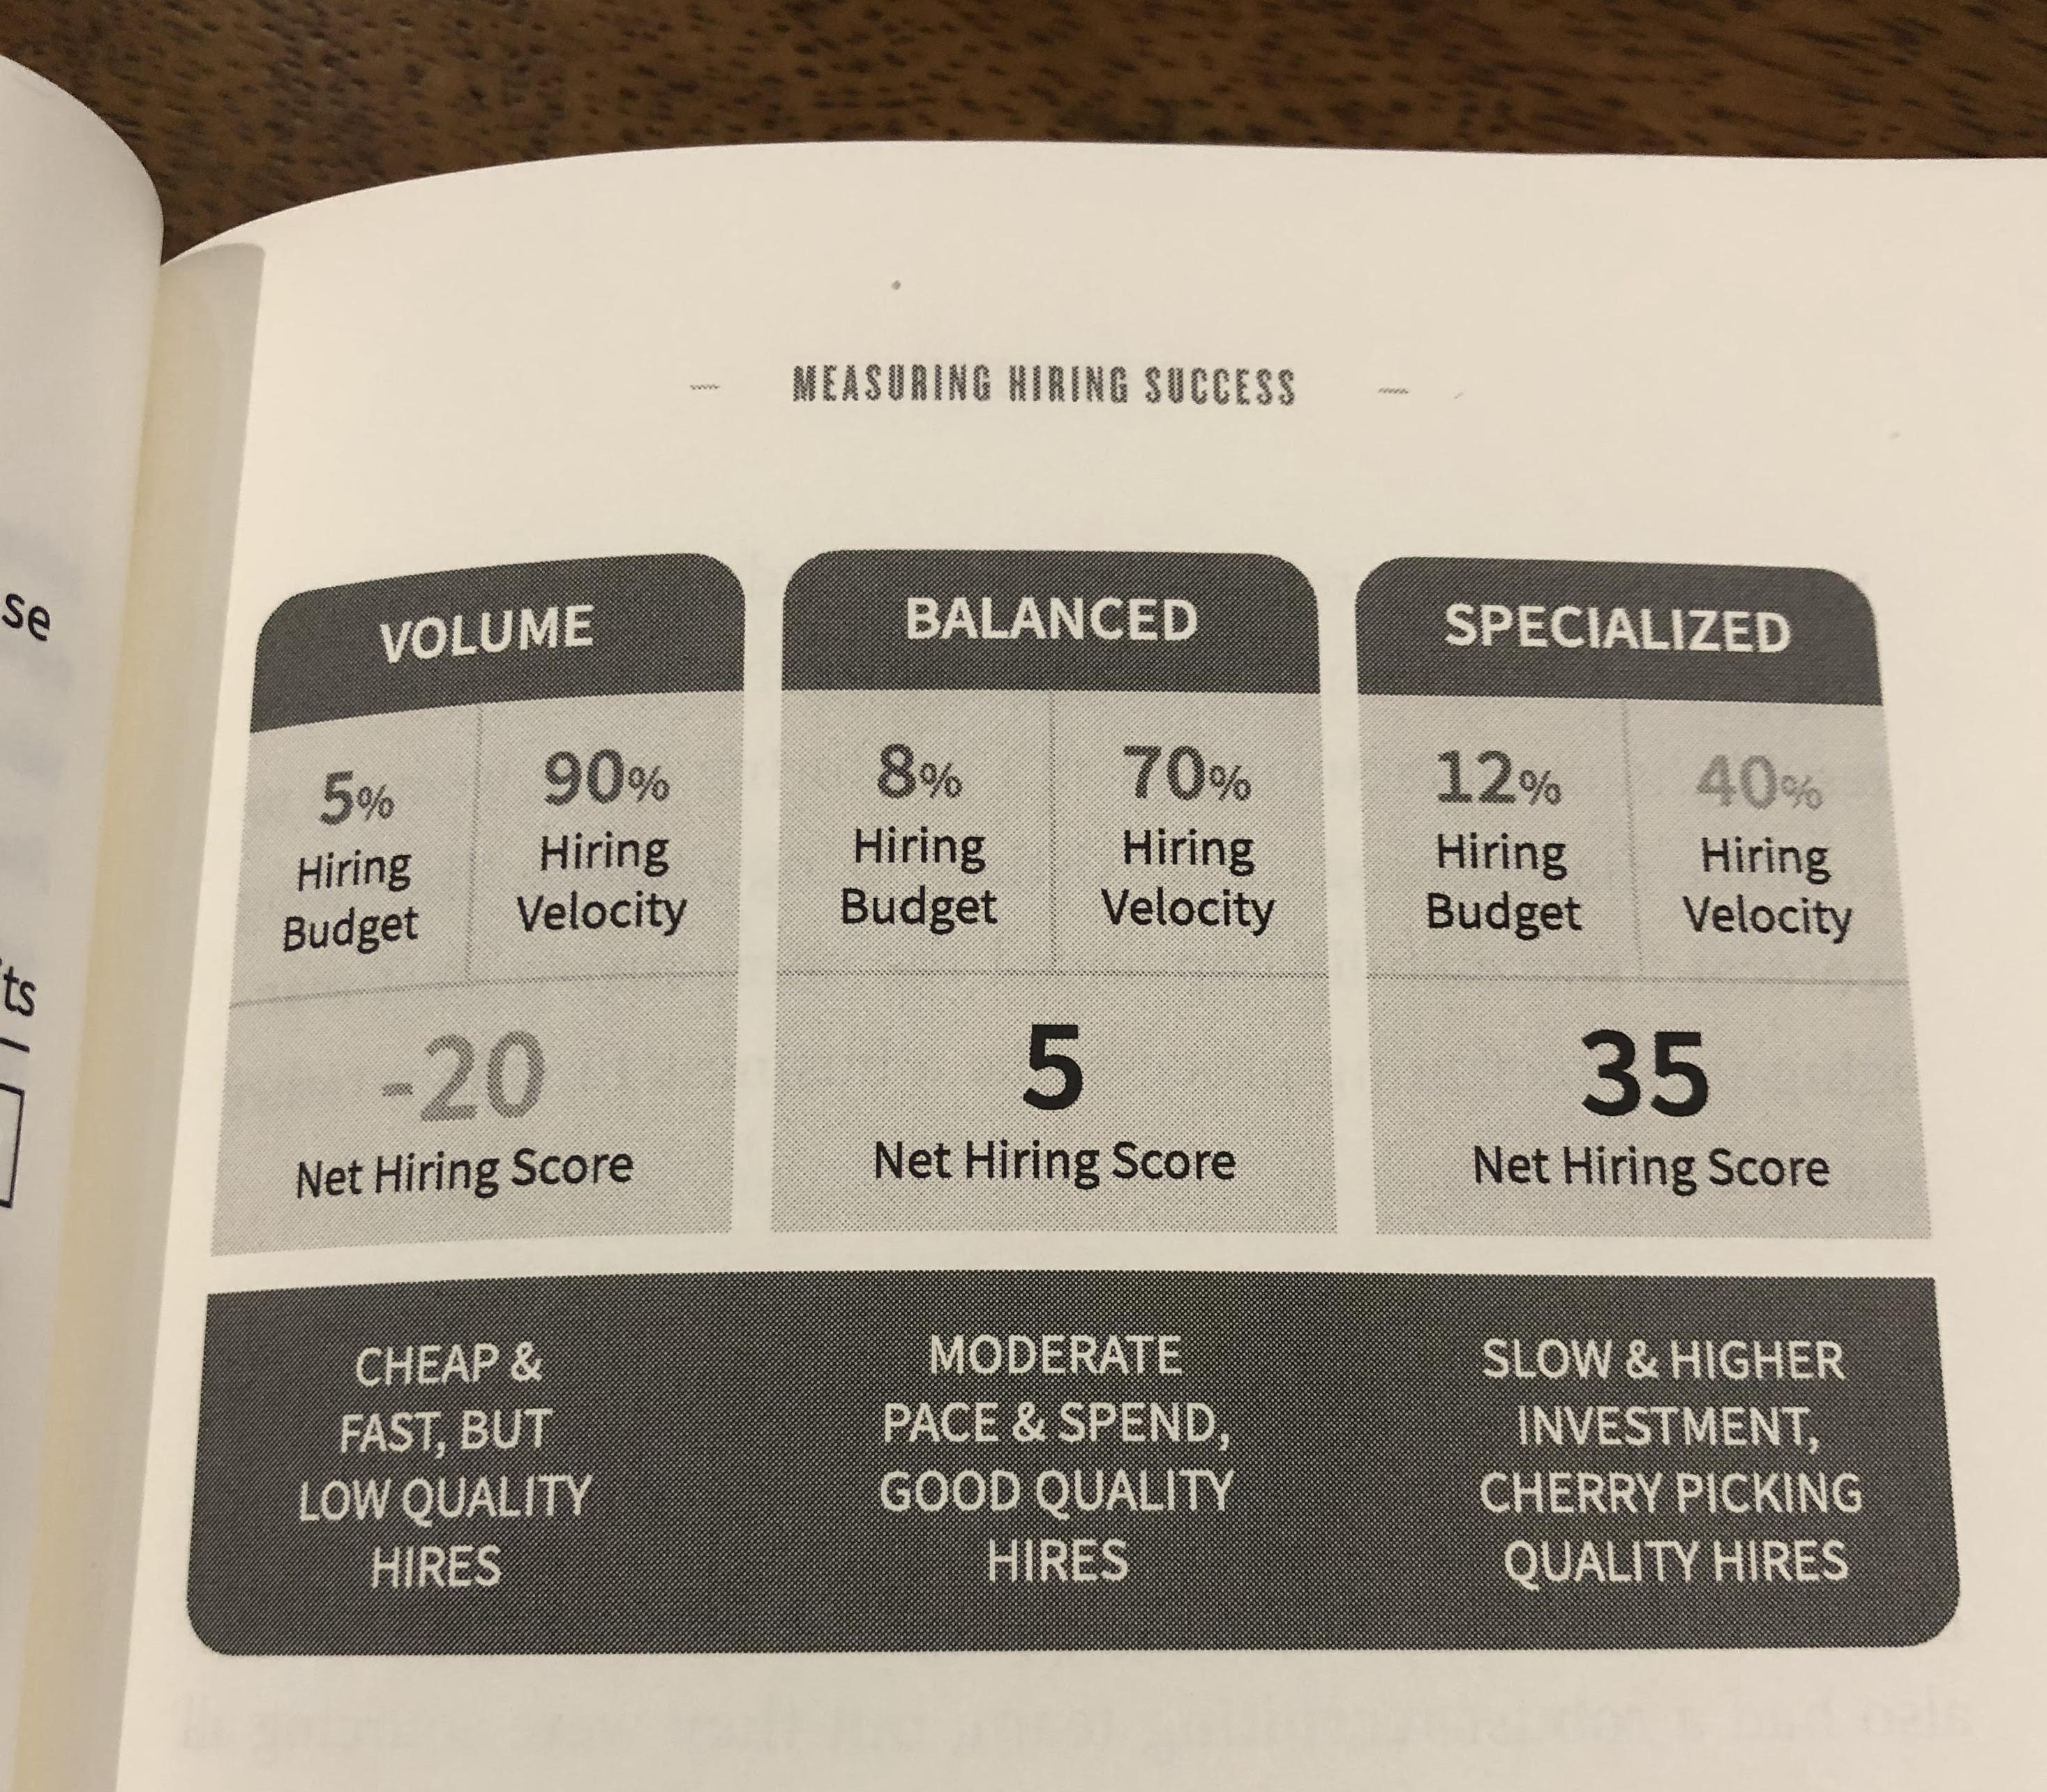 se
ts
MEASURING HIRING SUCCESS
VOLUME
5%
Hiring
Budget
90%
Hiring
Velocity
-20
Net Hiring Score
CHEAP &
FAST, BUT
LOW QUALITY
HIRES
BALANCED
8%
Hiring
Budget
70%
Hiring
Velocity
5
Net Hiring Score
MODERATE
PACE & SPEND,
GOOD QUALITY
HIRES
SPECIALIZED
12%
Hiring
Budget
40%
Hiring
Velocity
35
Net Hiring Score
SLOW & HIGHER
INVESTMENT,
CHERRY PICKING
QUALITY HIRES